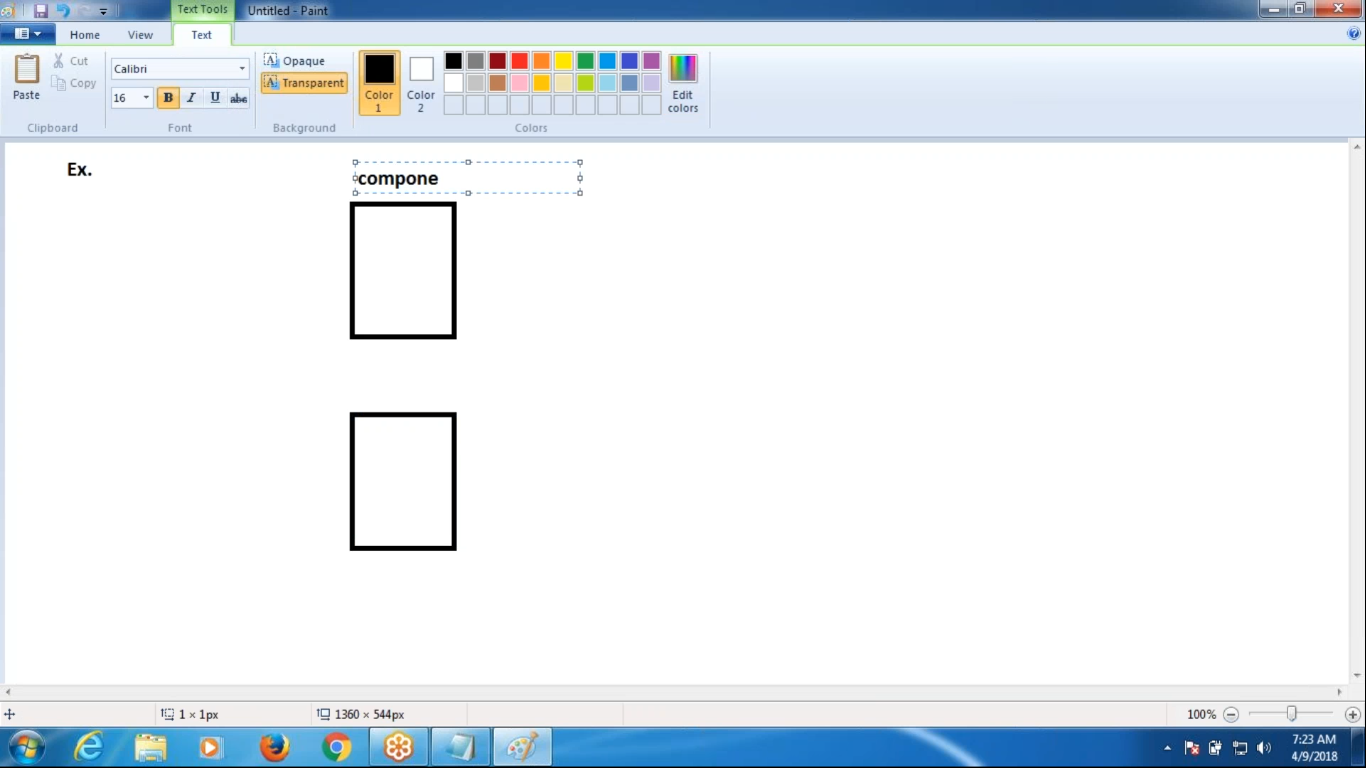 Text Tools
Untitled - Paint
Home
View
Text
Paste
Cut
Copy
Clipboard
Calibri
16
B I U abc
Font
Opaque
Transparent
Background
Color 1
Color 2
Edit colors
Colors
Ex.
compone
1 × 1px
1360 × 544px
100%
7:23 AM
4/9/2018